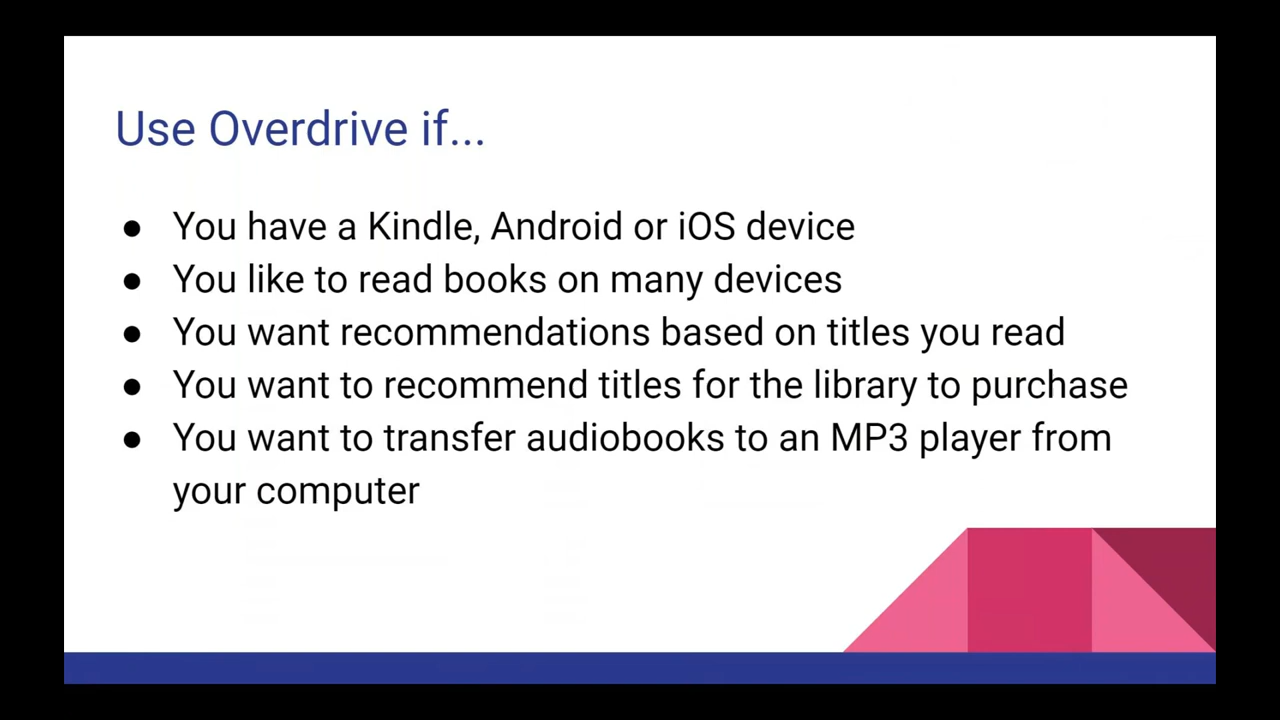 Use Overdrive if...
● You have a Kindle, Android or iOS device
● You like to read books on many devices
● You want recommendations based on titles you read
● You want to recommend titles for the library to purchase
● You want to transfer audiobooks to an MP3 player from
your computer